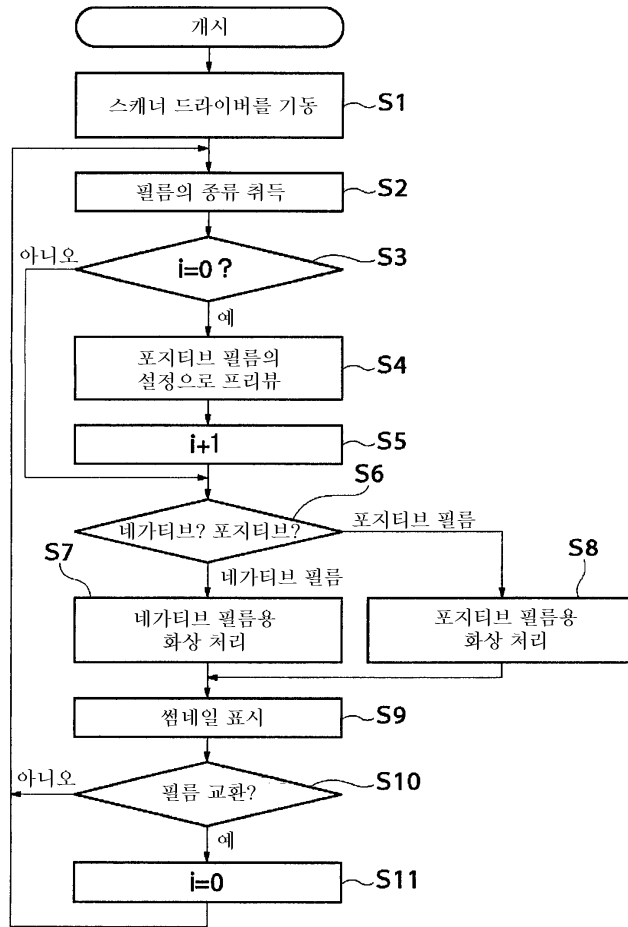 개시
스캐너 드라이버를 기동
S1
필름의 종류 취득
S2
아니오
i=0 ?
S3
예
포지티브 필름의
설정으로 프리뷰
S4
i+1
S5
S6
네가티브? 포지티브?
포지티브 필름
S7
네가티브 필름
S8
네가티브 필름용
화상 처리
포지티브 필름용
화상 처리
썸네일 표시
S9
아니오
필름 교환?
S10
예
i=0
S11